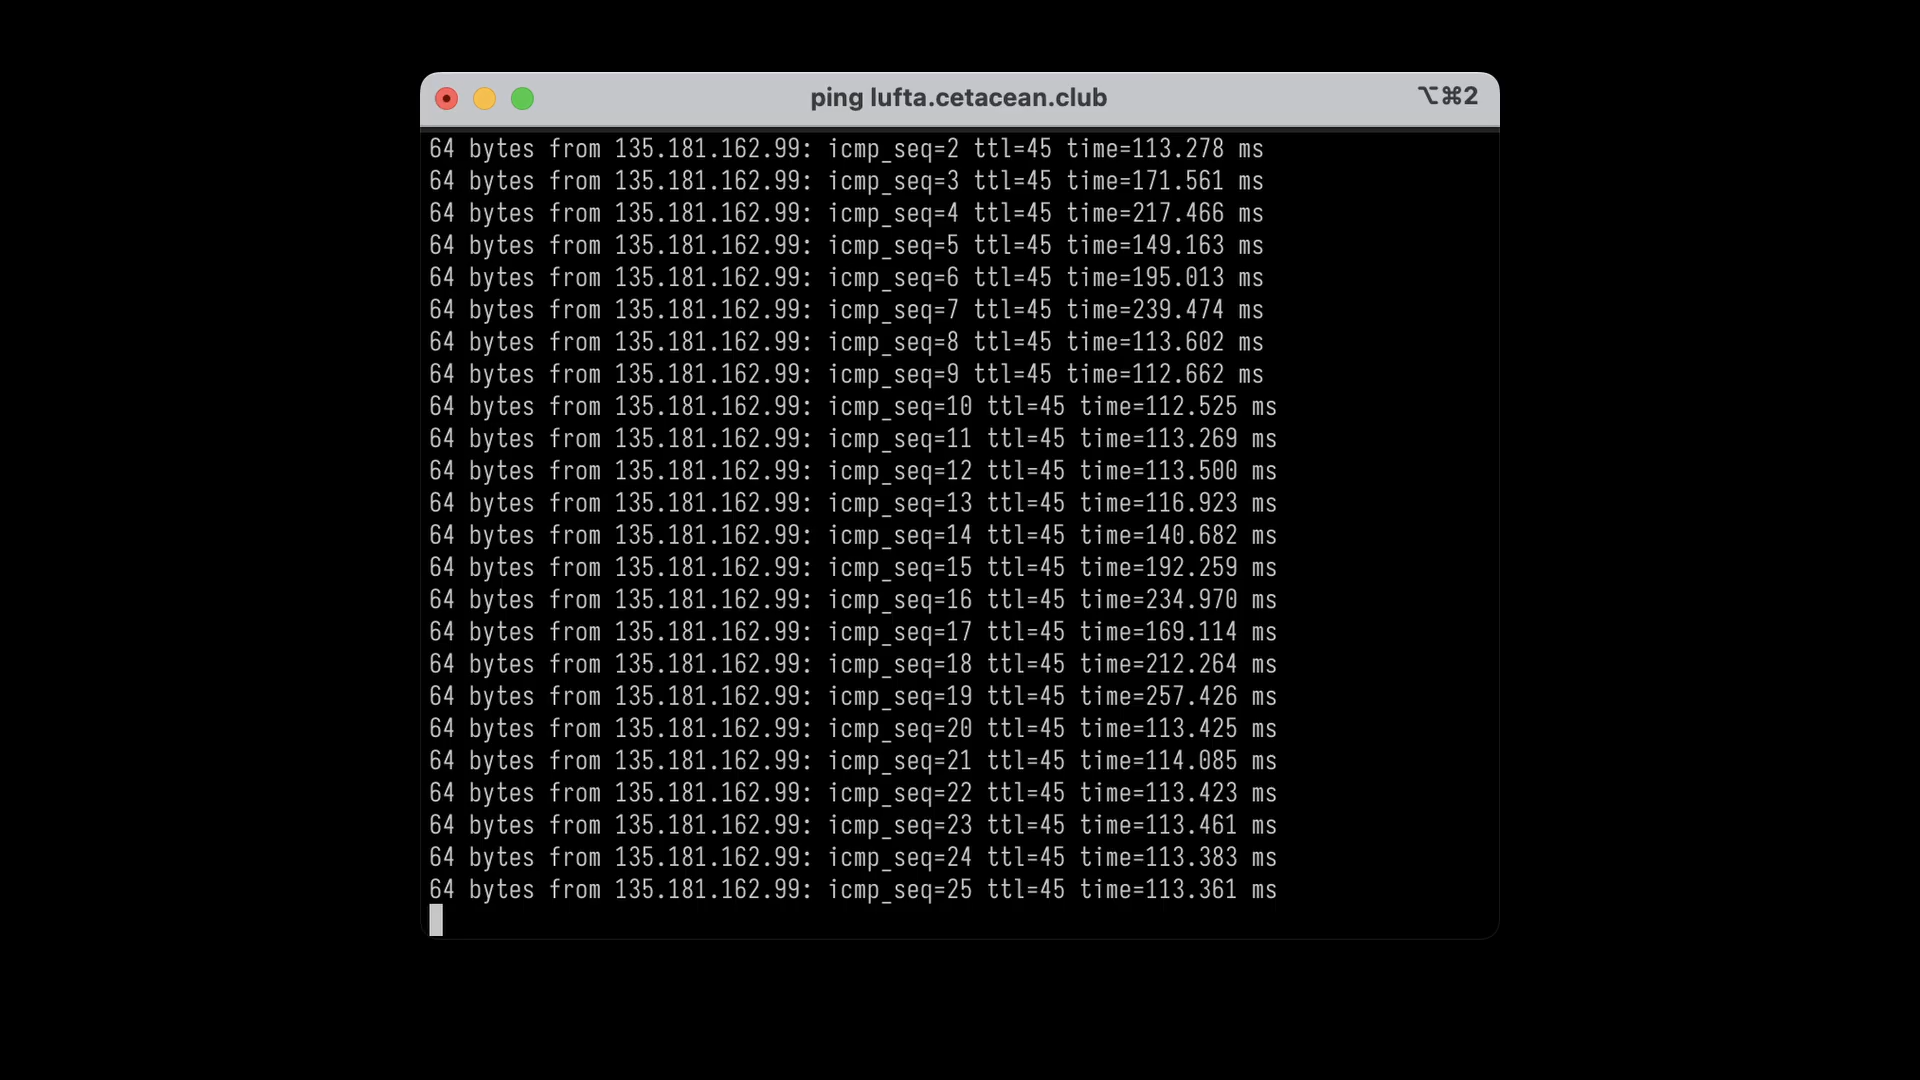 ping lufta.cetacean.club ⌥⌘2
64 bytes from 135.181.162.99: icmp_seq=2 ttl=45 time=113.278 ms
64 bytes from 135.181.162.99: icmp_seq=3 ttl=45 time=171.561 ms
64 bytes from 135.181.162.99: icmp_seq=4 ttl=45 time=217.466 ms
64 bytes from 135.181.162.99: icmp_seq=5 ttl=45 time=149.163 ms
64 bytes from 135.181.162.99: icmp_seq=6 ttl=45 time=195.013 ms
64 bytes from 135.181.162.99: icmp_seq=7 ttl=45 time=239.474 ms
64 bytes from 135.181.162.99: icmp_seq=8 ttl=45 time=113.602 ms
64 bytes from 135.181.162.99: icmp_seq=9 ttl=45 time=112.662 ms
64 bytes from 135.181.162.99: icmp_seq=10 ttl=45 time=112.525 ms
64 bytes from 135.181.162.99: icmp_seq=11 ttl=45 time=113.269 ms
64 bytes from 135.181.162.99: icmp_seq=12 ttl=45 time=113.500 ms
64 bytes from 135.181.162.99: icmp_seq=13 ttl=45 time=116.923 ms
64 bytes from 135.181.162.99: icmp_seq=14 ttl=45 time=140.682 ms
64 bytes from 135.181.162.99: icmp_seq=15 ttl=45 time=192.259 ms
64 bytes from 135.181.162.99: icmp_seq=16 ttl=45 time=234.970 ms
64 bytes from 135.181.162.99: icmp_seq=17 ttl=45 time=169.114 ms
64 bytes from 135.181.162.99: icmp_seq=18 ttl=45 time=212.264 ms
64 bytes from 135.181.162.99: icmp_seq=19 ttl=45 time=257.426 ms
64 bytes from 135.181.162.99: icmp_seq=20 ttl=45 time=113.425 ms
64 bytes from 135.181.162.99: icmp_seq=21 ttl=45 time=114.085 ms
64 bytes from 135.181.162.99: icmp_seq=22 ttl=45 time=113.423 ms
64 bytes from 135.181.162.99: icmp_seq=23 ttl=45 time=113.461 ms
64 bytes from 135.181.162.99: icmp_seq=24 ttl=45 time=113.383 ms
64 bytes from 135.181.162.99: icmp_seq=25 ttl=45 time=113.361 ms